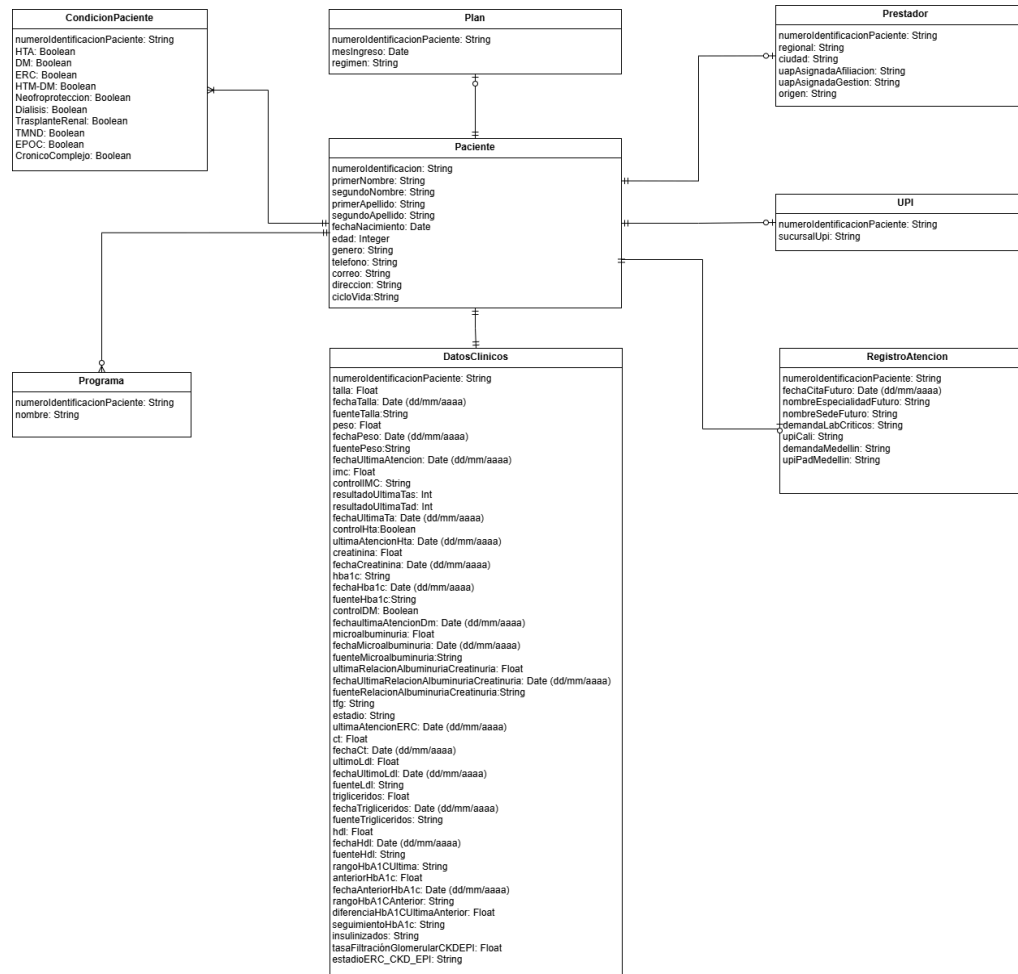 CondicionPaciente
numeroIdentificacionPaciente: String
HTA: Boolean
DM: Boolean
ERC: Boolean
HTM-DM: Boolean
Neofroproteccion: Boolean
Dialisis: Boolean
TrasplanteRenal: Boolean
TMND: Boolean
EPOC: Boolean
CronicoComplejo: Boolean
Plan
numeroIdentificacionPaciente: String
mesIngreso: Date
regimen: String
Prestador
numeroIdentificacionPaciente: String
regional: String
ciudad: String
uapAsignadaAfiliacion: String
uapAsignadaGestion: String
origen: String
Paciente
numeroIdentificacion: String
primerNombre: String
segundoNombre: String
primerApellido: String
segundoApellido: String
fechaNacimiento: Date
edad: Integer
genero: String
telefono: String
correo: String
direccion: String
cicloVida:String
UPI
numeroIdentificacionPaciente: String
sucursalUpi: String
Programa
numeroIdentificacionPaciente: String
nombre: String
DatosClinicos
numeroIdentificacionPaciente: String
talla: Float
fechaTalla: Date (dd/mm/aaaa)
fuenteTalla:String
peso: Float
fechaPeso: Date (dd/mm/aaaa)
fuentePeso:String
fechaUltimaAtencion: Date (dd/mm/aaaa)
imc: Float
controlIMC: String
resultadoUltimaTas: Int
resultadoUltimaTad: Int
fechaUltimaTa: Date (dd/mm/aaaa)
controlHta:Boolean
ultimaAtencionHta: Date (dd/mm/aaaa)
creatinina: Float
fechaCreatinina: Date (dd/mm/aaaa)
hba1c: String
fechaHba1c: Date (dd/mm/aaaa)
fuenteHba1c:String
controlDM: Boolean
fechaultimaAtencionDm: Date (dd/mm/aaaa)
microalbuminuria: Float
fechaMicroalbuminuria: Date (dd/mm/aaaa)
fuenteMicroalbuminuria:String
ultimaRelacionAlbuminuriaCreatinuria: Float
fechaUltimaRelacionAlbuminuriaCreatinuria: Date (dd/mm/aaaa)
fuenteRelacionAlbuminuriaCreatinuria:String
tfg: String
estadio: String
ultimaAtencionERC: Date (dd/mm/aaaa)
ct: Float
fechaCt: Date (dd/mm/aaaa)
ultimoLdl: Float
fechaUltimoLdl: Date (dd/mm/aaaa)
fuenteLdl: String
trigliceridos: Float
fechaTrigliceridos: Date (dd/mm/aaaa)
fuenteTrigliceridos: String
hdl: Float
fechaHdl: Date (dd/mm/aaaa)
fuenteHdl: String
rangoHbA1CUltima: String
anteriorHbA1c: Float
fechaAnteriorHbA1c: Date (dd/mm/aaaa)
rangoHbA1CAnterior: String
diferenciaHbA1CUltimaAnterior: Float
seguimientoHbA1c: String
insulinizados: String
tasaFiltraciónGlomerularCKDEPI: Float
estadioERC_CKD_EPI: String
RegistroAtencion
numeroIdentificacionPaciente: String
fechaCitaFuturo: Date (dd/mm/aaaa)
nombreEspecialidadFuturo: String
nombreSedeFuturo: String
demandaLabCriticos: String
upiCali: String
demandaMedellin: String
upiPadMedellin: String